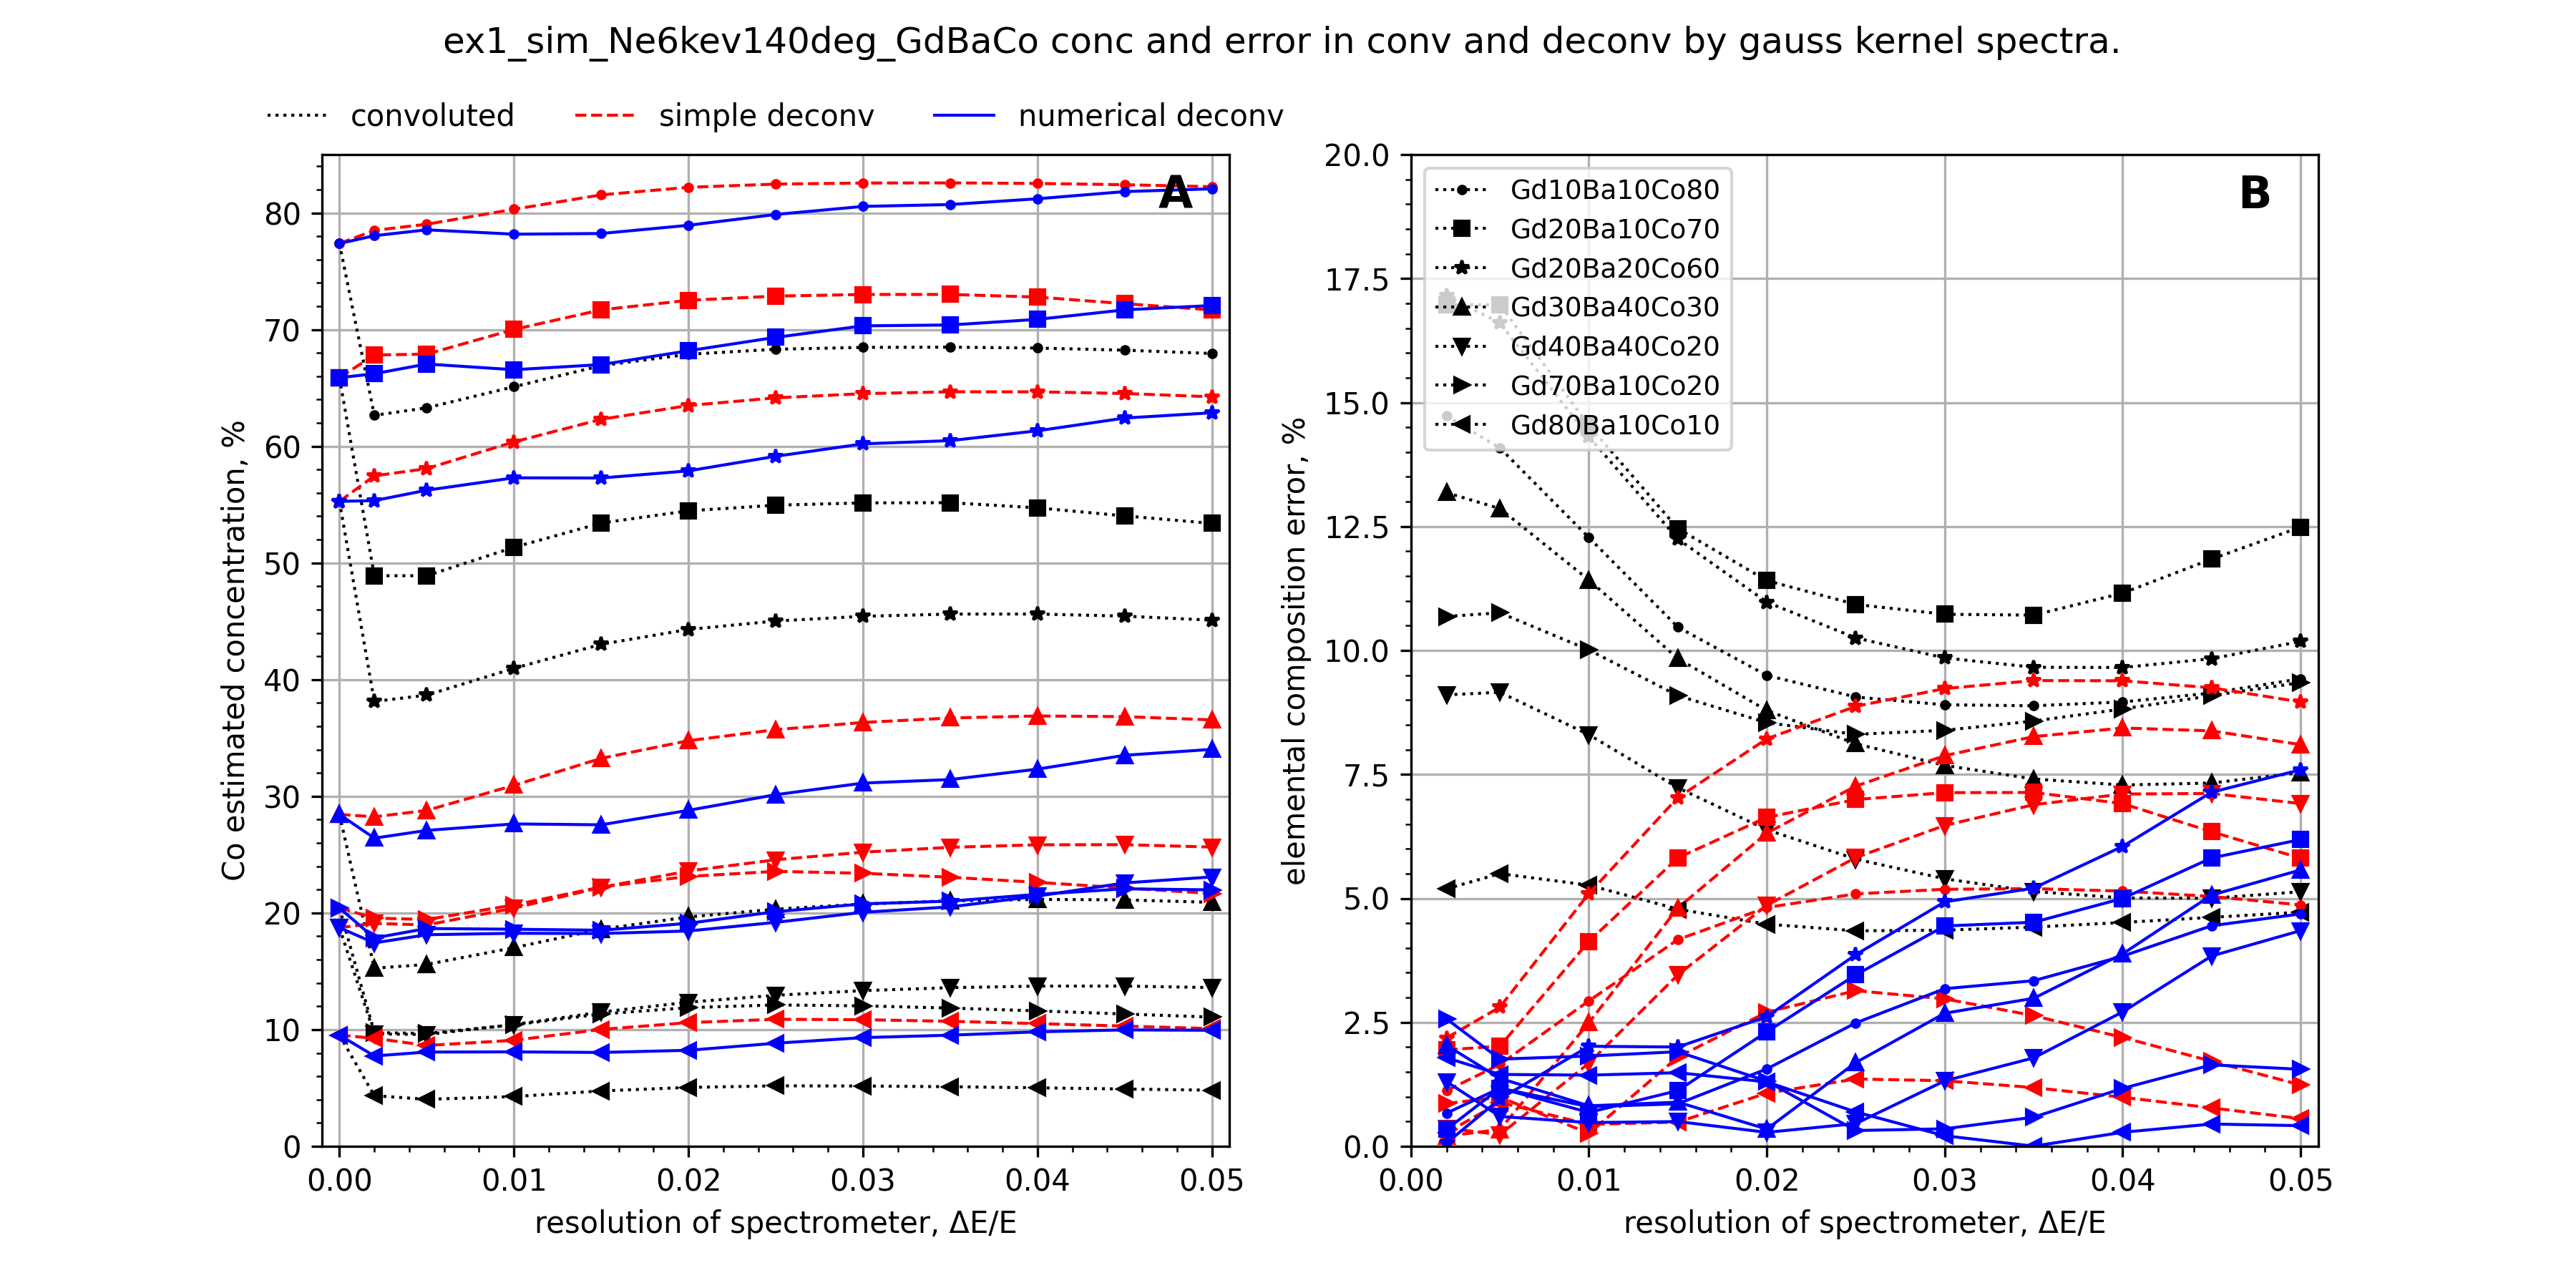 ex1_sim_Ne6kev140deg_GdBaCo conc and error in conv and deconv by gauss kernel spectra.
convoluted simple deconv numerical deconv
A
Co estimated concentration, %
80
70
60
50
40
30
20
10
0
0.00 0.01 0.02 0.03 0.04 0.05
resolution of spectrometer, ΔE/E
B
Gd10Ba10Co80
Gd20Ba10Co70
Gd20Ba20Co60
Gd30Ba40Co30
Gd40Ba40Co20
Gd70Ba10Co20
Gd80Ba10Co10
elemental composition error, %
20.0
17.5
15.0
12.5
10.0
7.5
5.0
2.5
0.0
0.00 0.01 0.02 0.03 0.04 0.05
resolution of spectrometer, ΔE/E